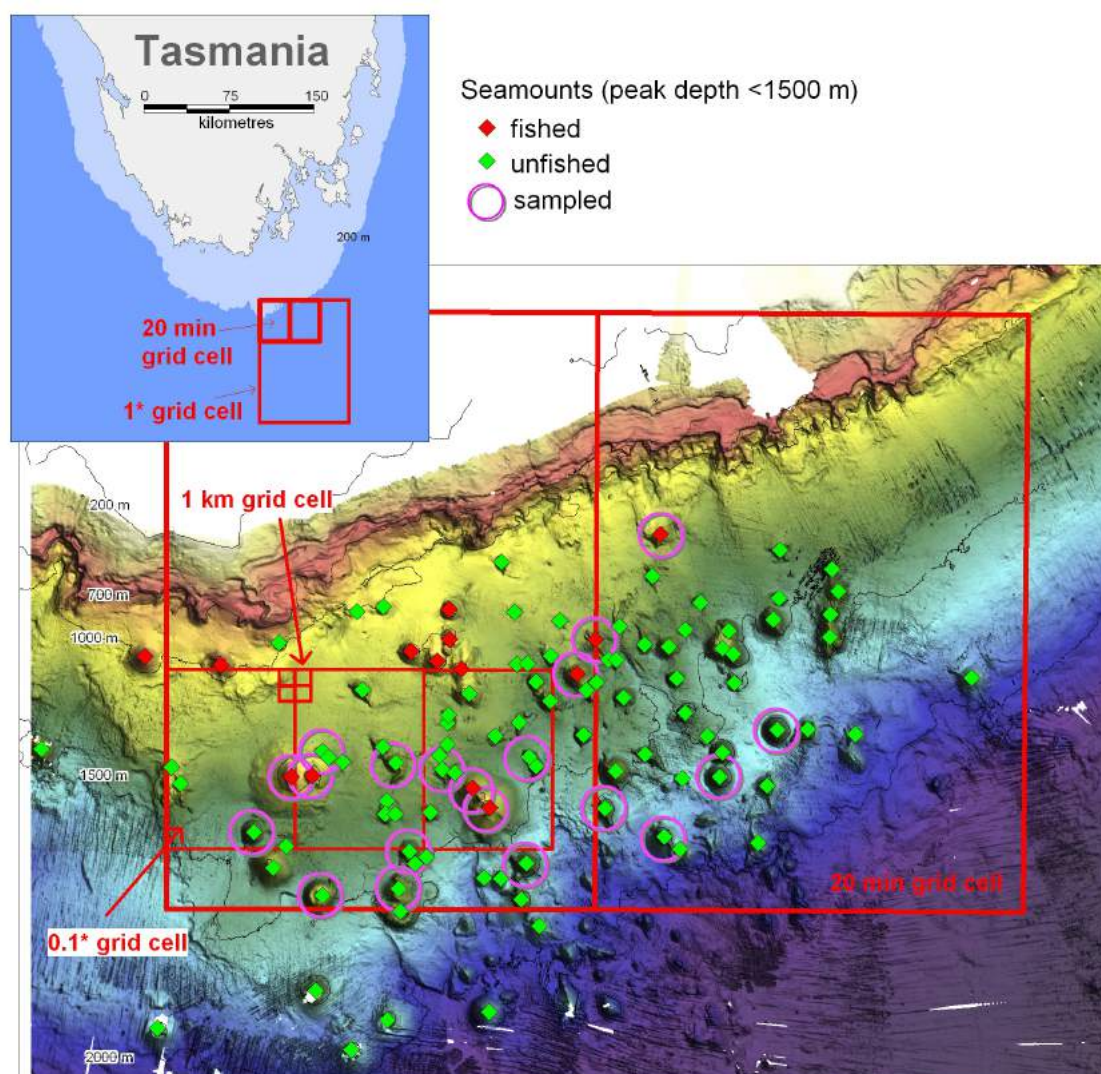 Tasmania
0 75 150
kilometres
200 m
20 min
grid cell
1* grid cell
Seamounts (peak depth <1500 m)
fished
unfished
sampled
1 km grid cell
200 m
700 m
1000 m
1500 m
20 min grid cell
0.1* grid cell
2000 m